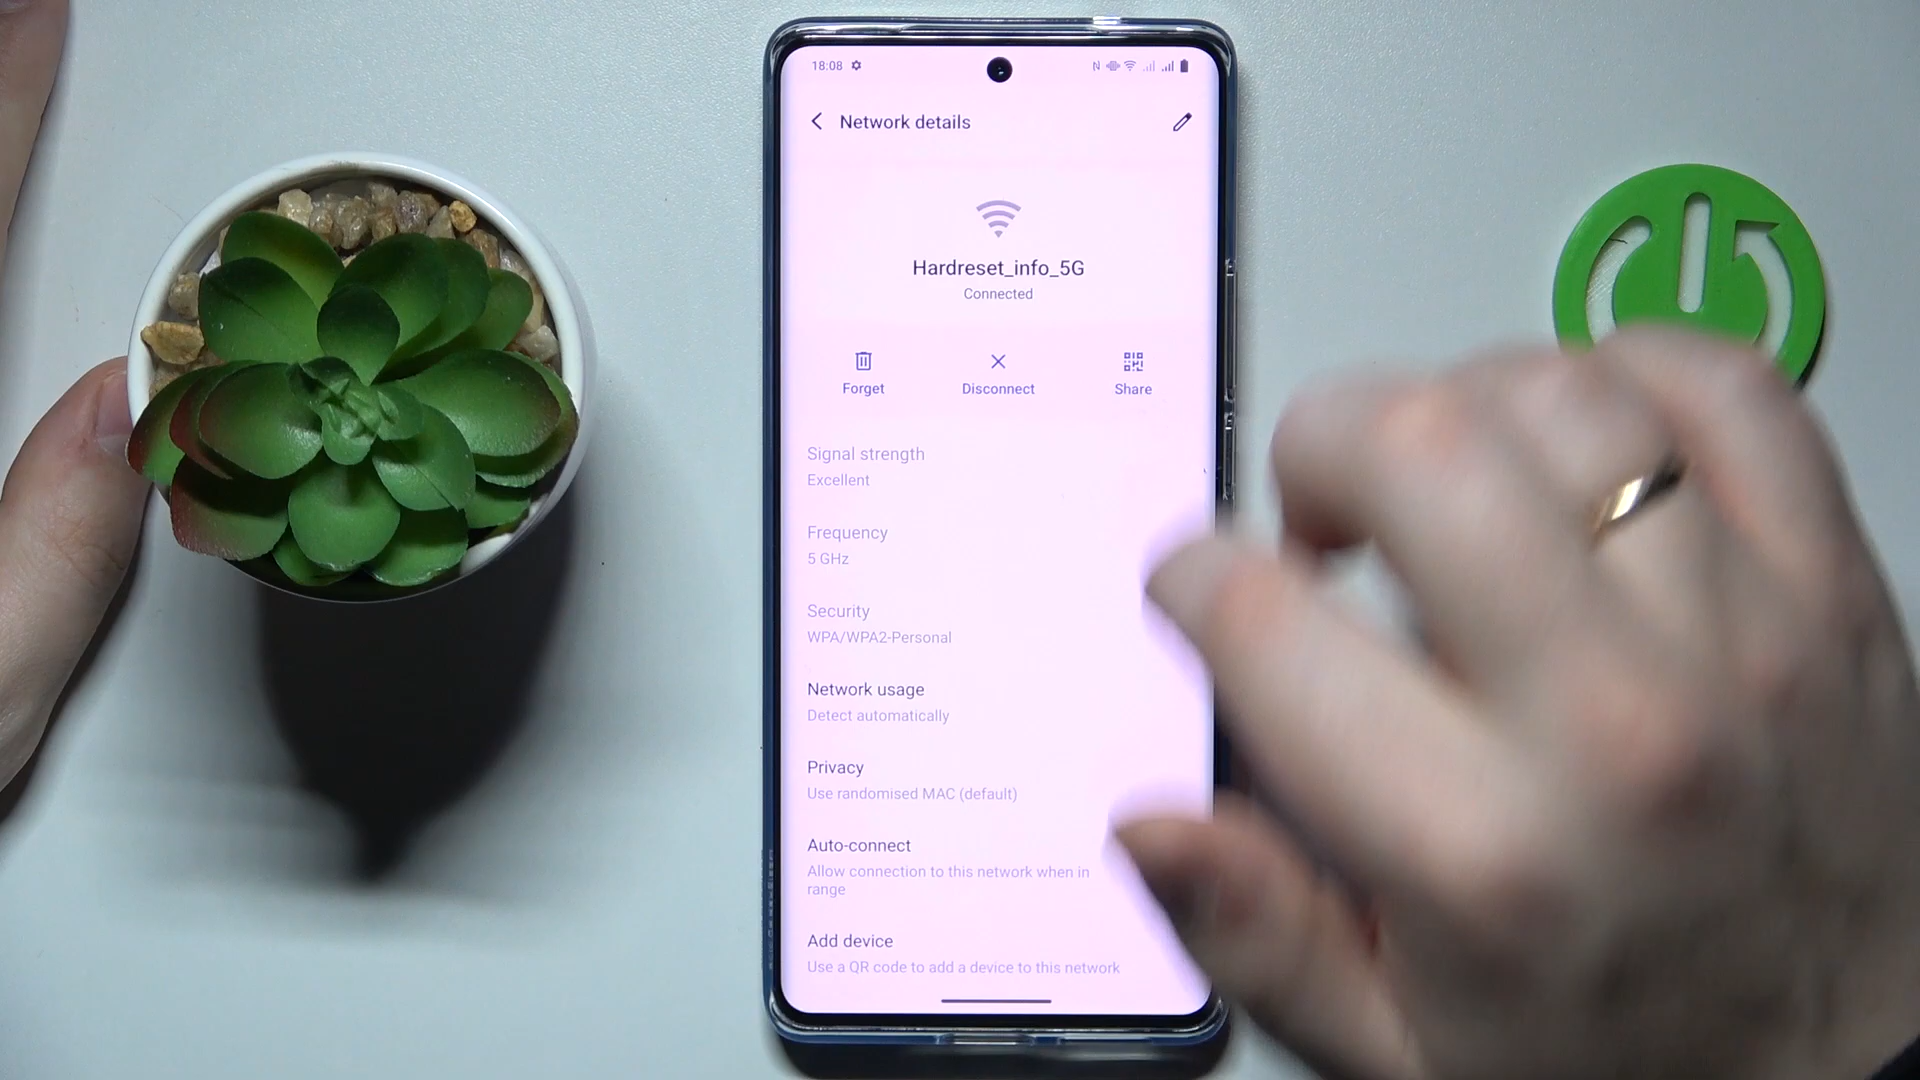 18:08
Network details
Hardreset_info_5G
Connected
Forget
Disconnect
Share
Signal strength
Excellent
Frequency
5 GHz
Security
WPA/WPA2-Personal
Network usage
Detect automatically
Privacy
Use randomised MAC (default)
Auto-connect
Allow connection to this network when in
range
Add device
Use a QR code to add a device to this network